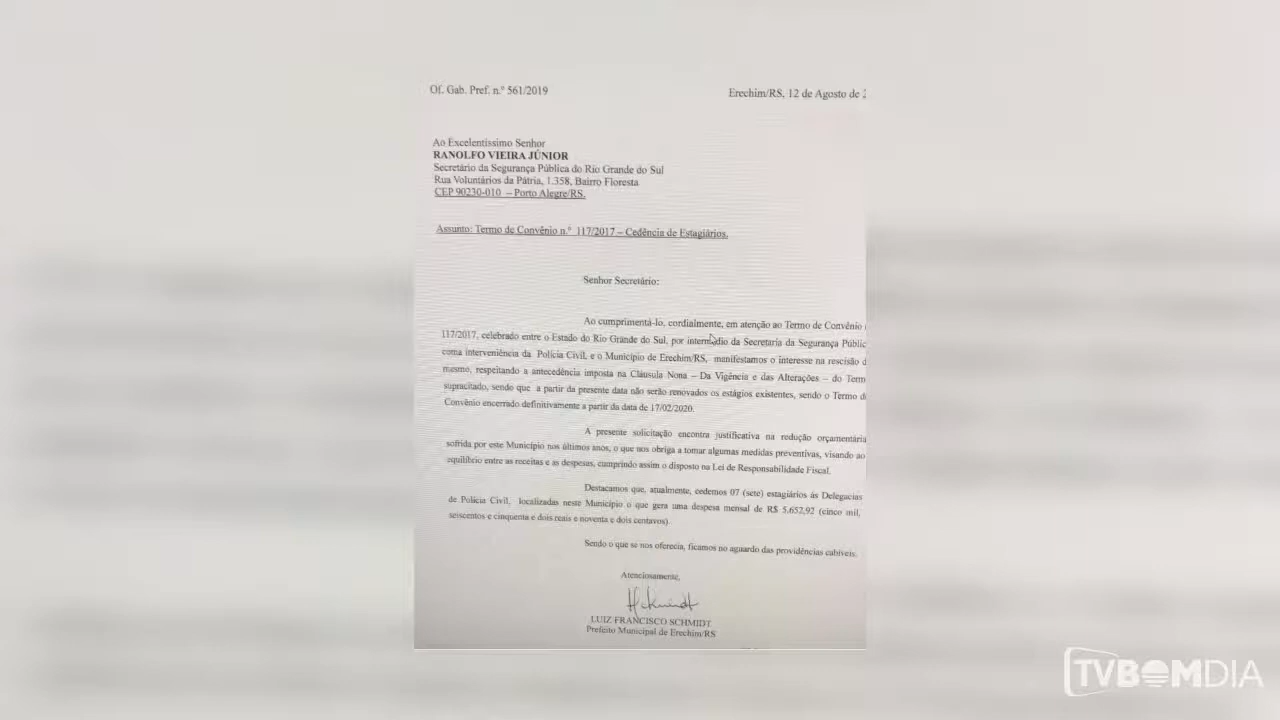 Of. Gab. Pref. n.º 561/2019
Erechim/RS, 12 de Agosto de
Ao Excelentíssimo Senhor
RANOLFO VIEIRA JÚNIOR
Secretário da Segurança Pública do Rio Grande do Sul
Rua Voluntários da Pátria, 1.358, Bairro Floresta
CEP 90230-010 – Porto Alegre/RS.
Assunto: Termo de Convênio n.º 117/2017 – Cedência de Estagiários.
Senhor Secretário:
Ao cumprimentá-lo, cordialmente, em atenção ao Termo de Convênio
117/2017, celebrado entre o Estado do Rio Grande do Sul, por intermédio da Secretaria da Segurança Públic
coma interveniência da Polícia Civil, e o Município de Erechim/RS, manifestamos o interesse na rescisão d
mesmo, respeitando a antecedência imposta na Cláusula Nona – Da Vigência e das Alterações – do Term
supracitado, sendo que a partir da presente data não serão renovados os estágios existentes, sendo o Termo d
Convênio encerrado definitivamente a partir da data de 17/02/2020.
A presente solicitação encontra justificativa na redução orçamentária
sofrida por este Município nos últimos anos, o que nos obriga a tomar algumas medidas preventivas, visando ao
equilíbrio entre as receitas e as despesas, cumprindo assim o disposto na Lei de Responsabilidade Fiscal.
Destacamos que, atualmente, cedemos 07 (sete) estagiários às Delegacias
de Polícia Civil, localizadas neste Município o que gera uma despesa mensal de R$ 5.652,92 (cinco mil,
seiscentos e cinquenta e dois reais e noventa e dois centavos).
Sendo o que se nos oferecia, ficamos no aguardo das providências cabíveis.
Atenciosamente,
LUIZ FRANCISCO SCHMIDT
Prefeito Municipal de Erechim/RS
TVBOMDIA